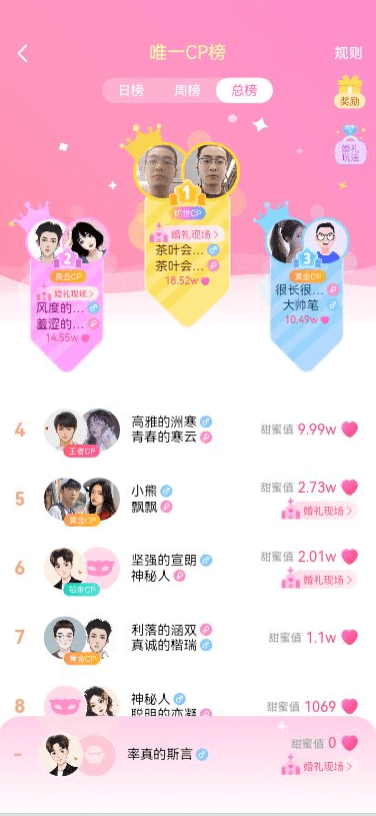 唯一CP榜
规则
日榜
周榜
总榜
奖励
婚礼
玩法
1
旷世CP
婚礼现场 >
茶叶会...
茶叶会...
18.52w
2
黄金CP
婚礼现场 >
风度的...
羞涩的...
14.55w
3
黄金CP
很长很...
大帅笔
10.49w
4
王者CP
高雅的洲寒
青春的寒云
甜蜜值 9.99w
5
黄金CP
小熊
飘飘
甜蜜值 2.73w
婚礼现场 >
6
铂金CP
坚强的宣朗
神秘人
甜蜜值 2.01w
婚礼现场 >
7
黄金CP
利落的涵双
真诚的楷瑞
甜蜜值 1.1w
8
神秘人
聪明的亦凝
甜蜜值 1069
-
率真的斯言
甜蜜值 0
婚礼现场 >